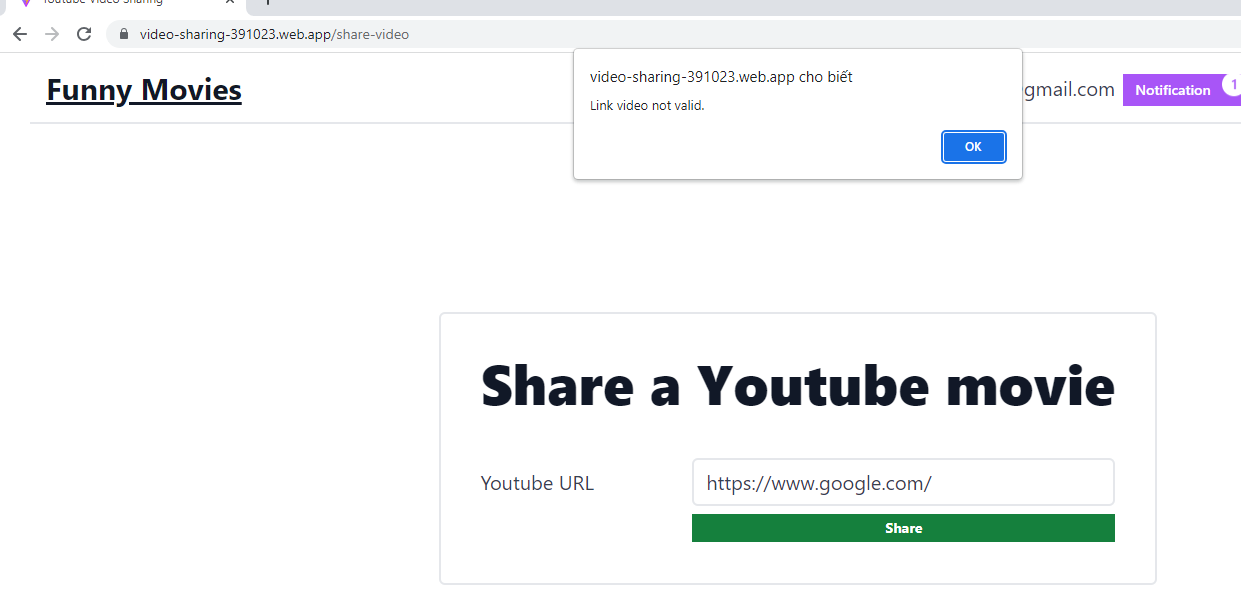 Youtube Video Sharing
video-sharing-391023.web.app/share-video
video-sharing-391023.web.app cho biết
Link video not valid.
OK
Funny Movies
gmail.com
Notification
1
Share a Youtube movie
Youtube URL
https://www.google.com/
Share